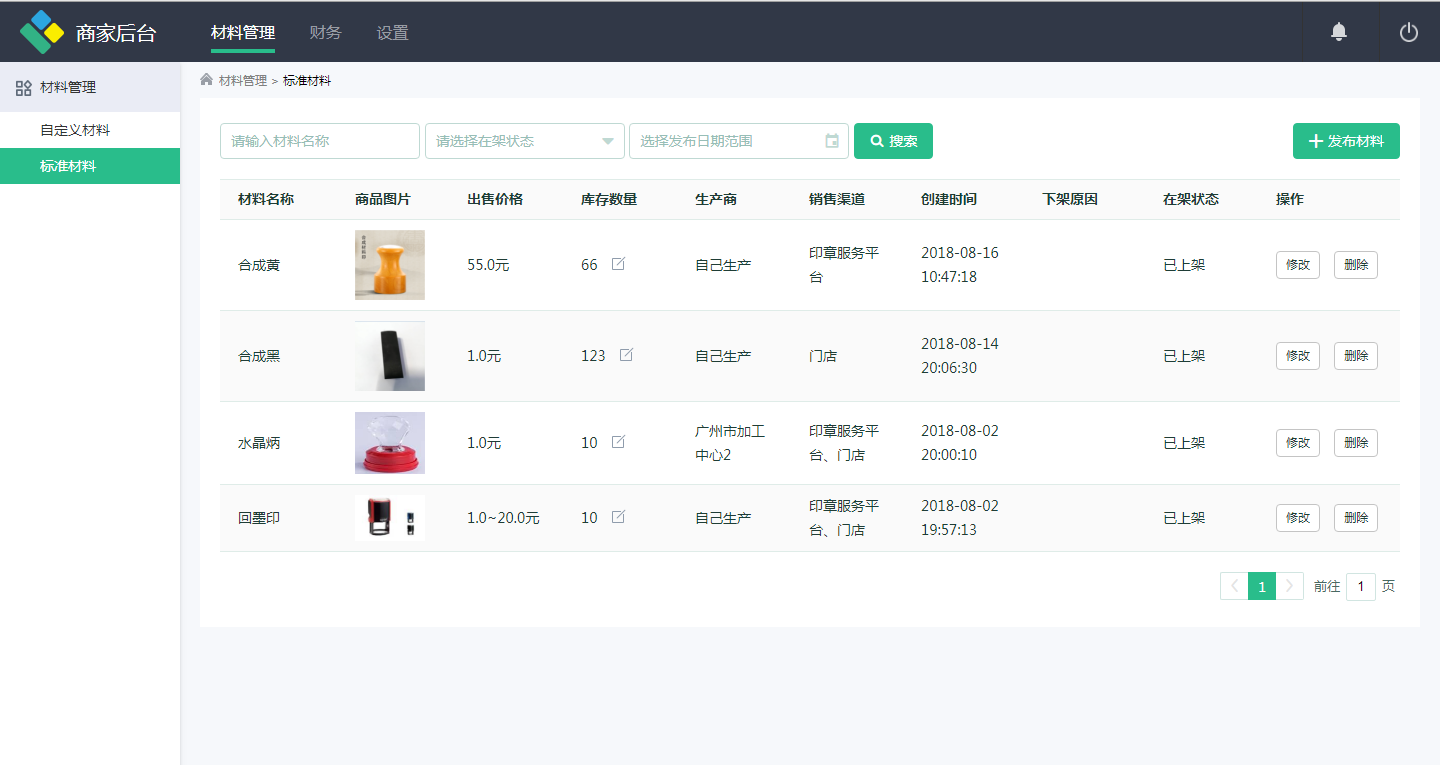 商家后台 材料管理 财务 设置
材料管理
自定义材料
标准材料
材料管理 > 标准材料
请输入材料名称 请选择在架状态 选择发布日期范围 搜索 发布材料
材料名称 商品图片 出售价格 库存数量 生产商 销售渠道 创建时间 下架原因 在架状态 操作
合成黄 55.0元 66 自己生产 印章服务平 2018-08-16 已上架 修改 删除
台 10:47:18
合成黑 1.0元 123 自己生产 门店 2018-08-14 已上架 修改 删除
20:06:30
水晶炳 1.0元 10 广州市加工 印章服务平 2018-08-02 已上架 修改 删除
中心2 台、门店 20:00:10
回墨印 1.0~20.0元 10 自己生产 印章服务平 2018-08-02 已上架 修改 删除
台、门店 19:57:13
1 前往 1 页